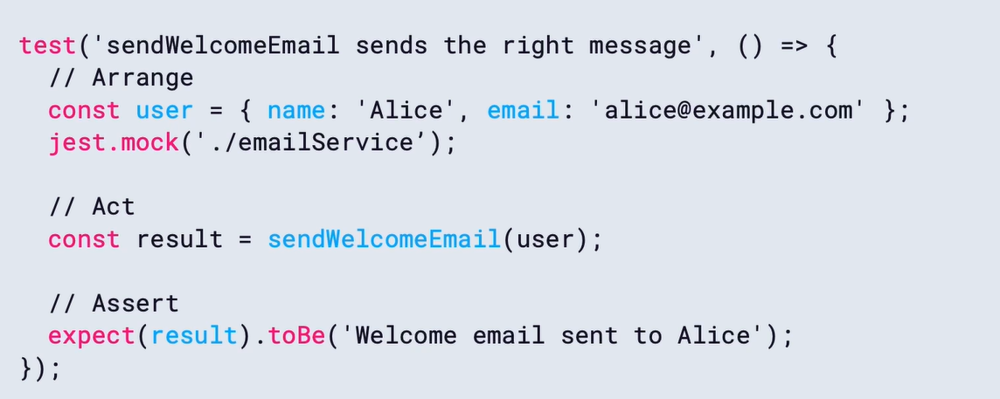 test('sendWelcomeEmail sends the right message', () => {
  // Arrange
  const user = { name: 'Alice', email: 'alice@example.com' };
  jest.mock('./emailService’);

  // Act
  const result = sendWelcomeEmail(user);

  // Assert
  expect(result).toBe('Welcome email sent to Alice');
});